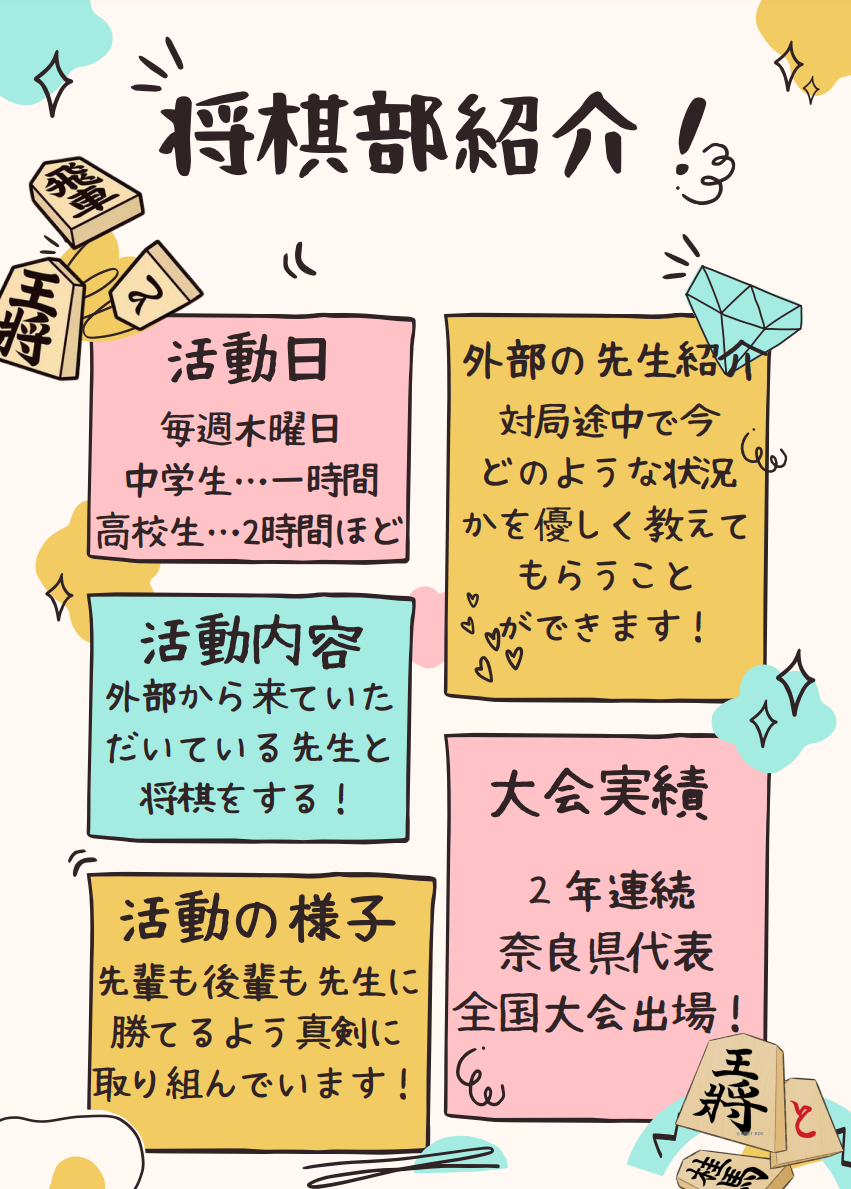 将棋部紹介！
飛車
王将
て
活動日
毎週木曜日
中学生…一時間
高校生…2時間ほど
活動内容
外部から来ていた
だいている先生と
将棋をする！
活動の様子
先輩も後輩も先生に
勝てるよう真剣に
取り組んでいます！
外部の先生紹介
対局途中で今
どのような状況
かを優しく教えて
もらうこと
ができます！
大会実績
2年連続
奈良県代表
全国大会出場！
王将
と
桂馬